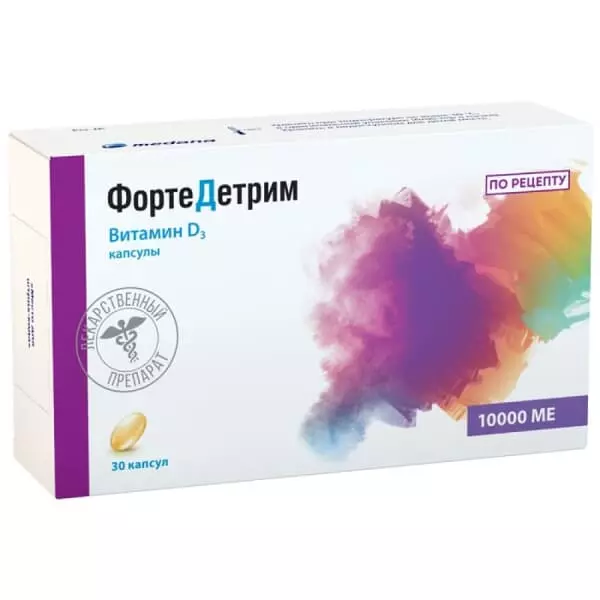 medana
ПО РЕЦЕПТУ
ФортеДетрим
Витамин D₃
капсулы
ЛЕКАРСТВЕННЫЙ
ПРЕПАРАТ
10000 МЕ
30 капсул